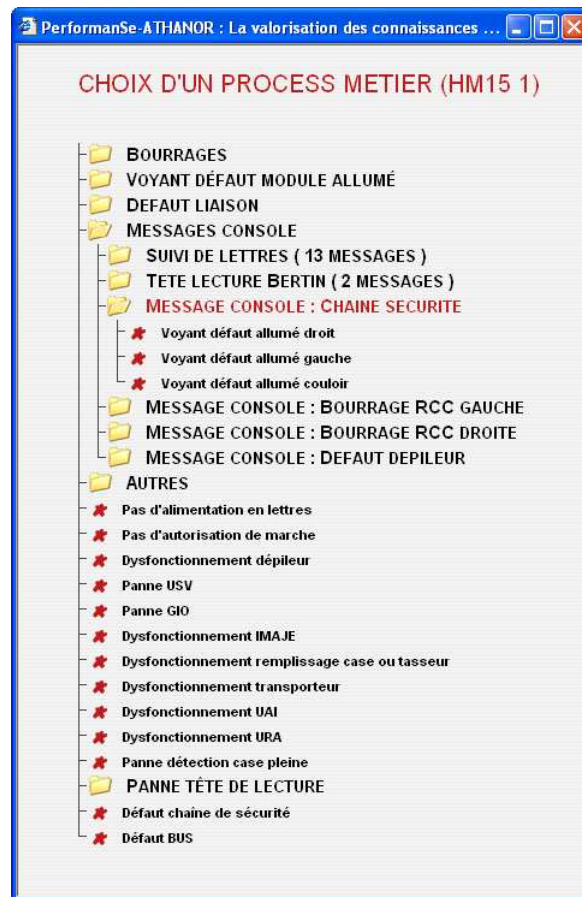 PerformanSe-ATHANOR : La valorisation des connaissances ...
CHOIX D'UN PROCESS METIER (HM15 1)
BOURRAGES
VOYANT DÉFAUT MODULE ALLUMÉ
DEFAUT LIAISON
MESSAGES CONSOLE
SUIVI DE LETTRES ( 13 MESSAGES )
TETE LECTURE BERTIN ( 2 MESSAGES )
MESSAGE CONSOLE : CHAINE SECURITE
Voyant défaut allumé droit
Voyant défaut allumé gauche
Voyant défaut allumé couloir
MESSAGE CONSOLE : BOURRAGE RCC GAUCHE
MESSAGE CONSOLE : BOURRAGE RCC DROITE
MESSAGE CONSOLE : DEFAUT DEPILEUR
AUTRES
Pas d'alimentation en lettres
Pas d'autorisation de marche
Dysfonctionnement dépileur
Panne USV
Panne GIO
Dysfonctionnement IMAJE
Dysfonctionnement remplissage case ou tasseur
Dysfonctionnement transporteur
Dysfonctionnement UAI
Dysfonctionnement URA
Panne détection case pleine
PANNE TÊTE DE LECTURE
Défaut chaîne de sécurité
Défaut BUS